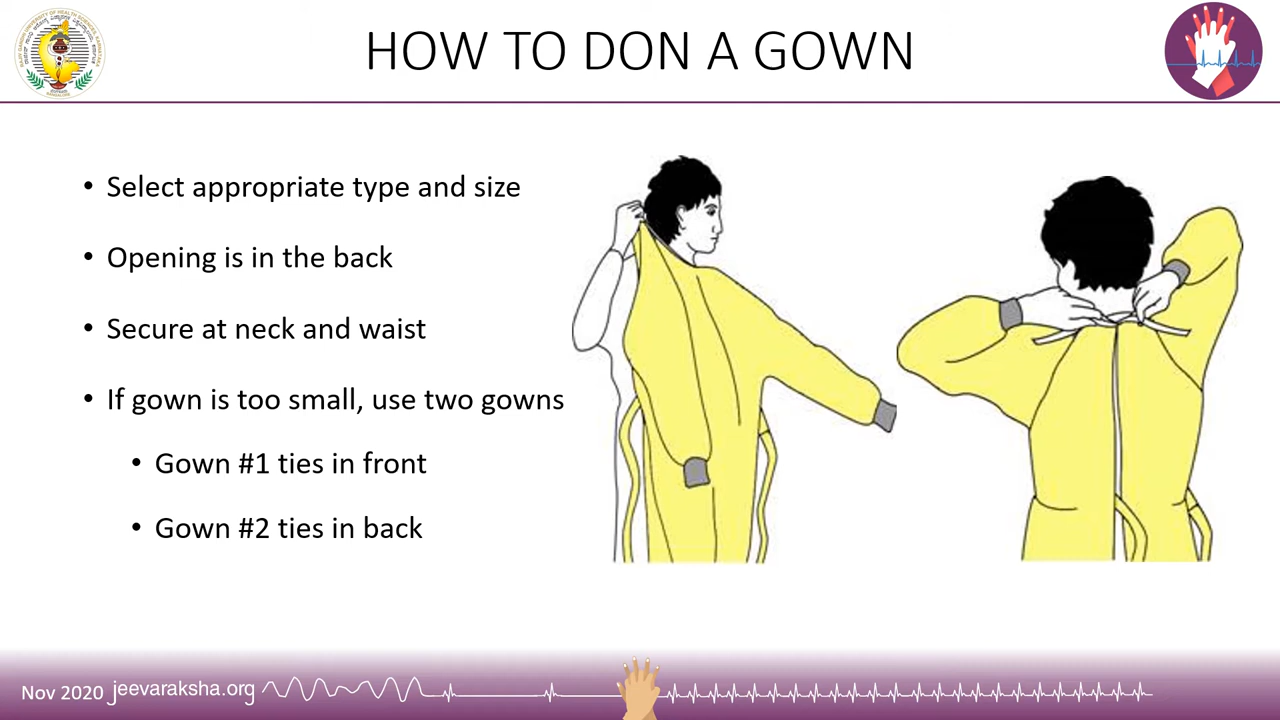 HOW TO DON A GOWN
• Select appropriate type and size
• Opening is in the back
• Secure at neck and waist
• If gown is too small, use two gowns
• Gown #1 ties in front
• Gown #2 ties in back
Nov 2020 jeevaraksha.org